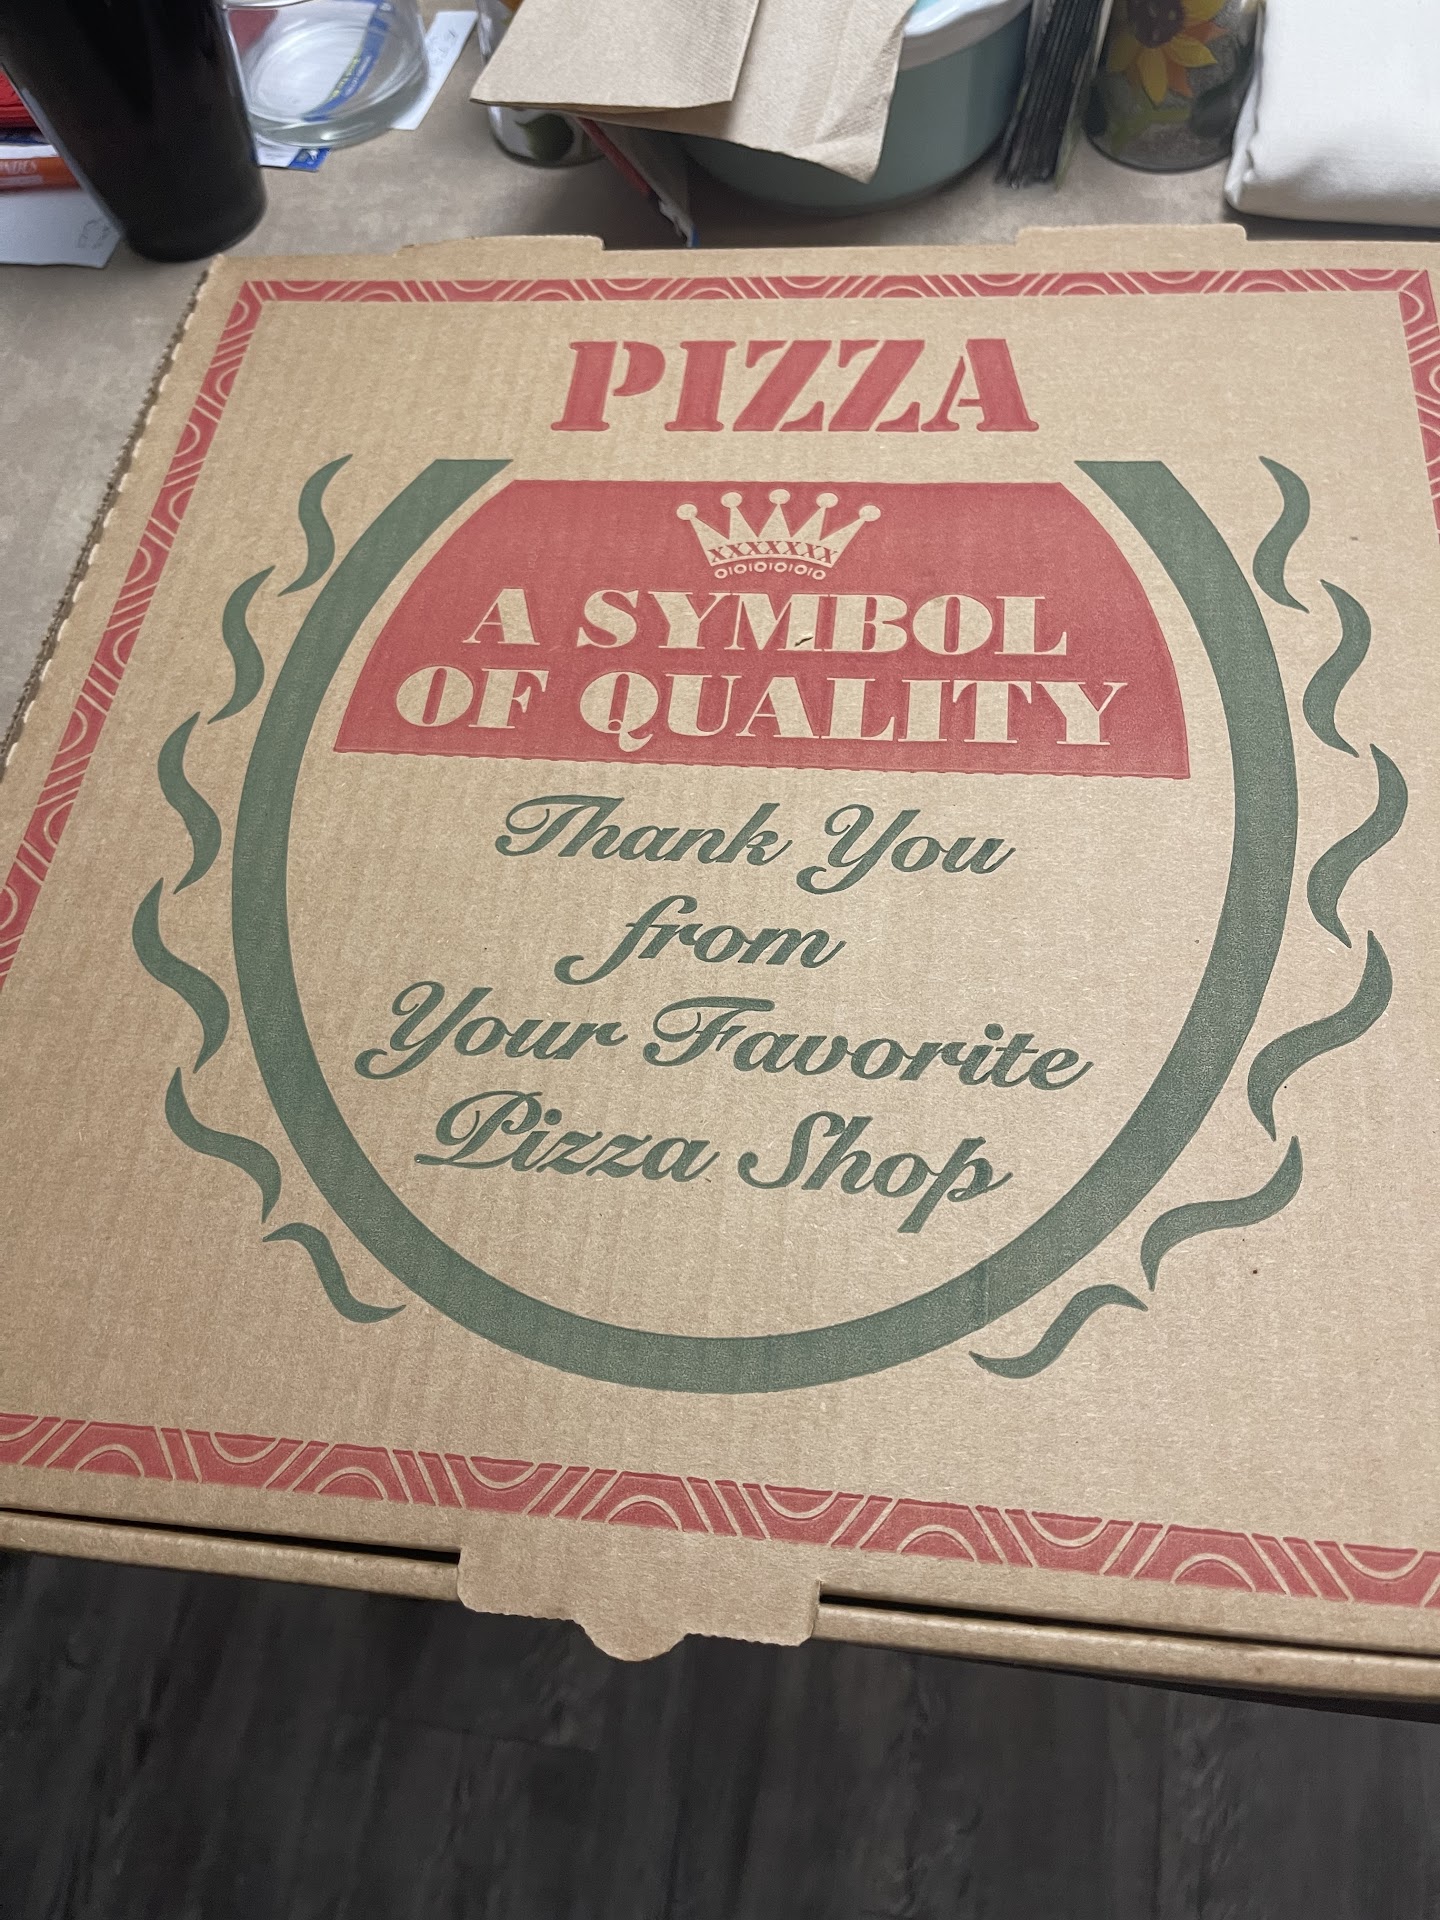 PIZZA
XXXXXXX
A SYMBOL
OF QUALITY
Thank You
from
Your Favorite
Pizza Shop